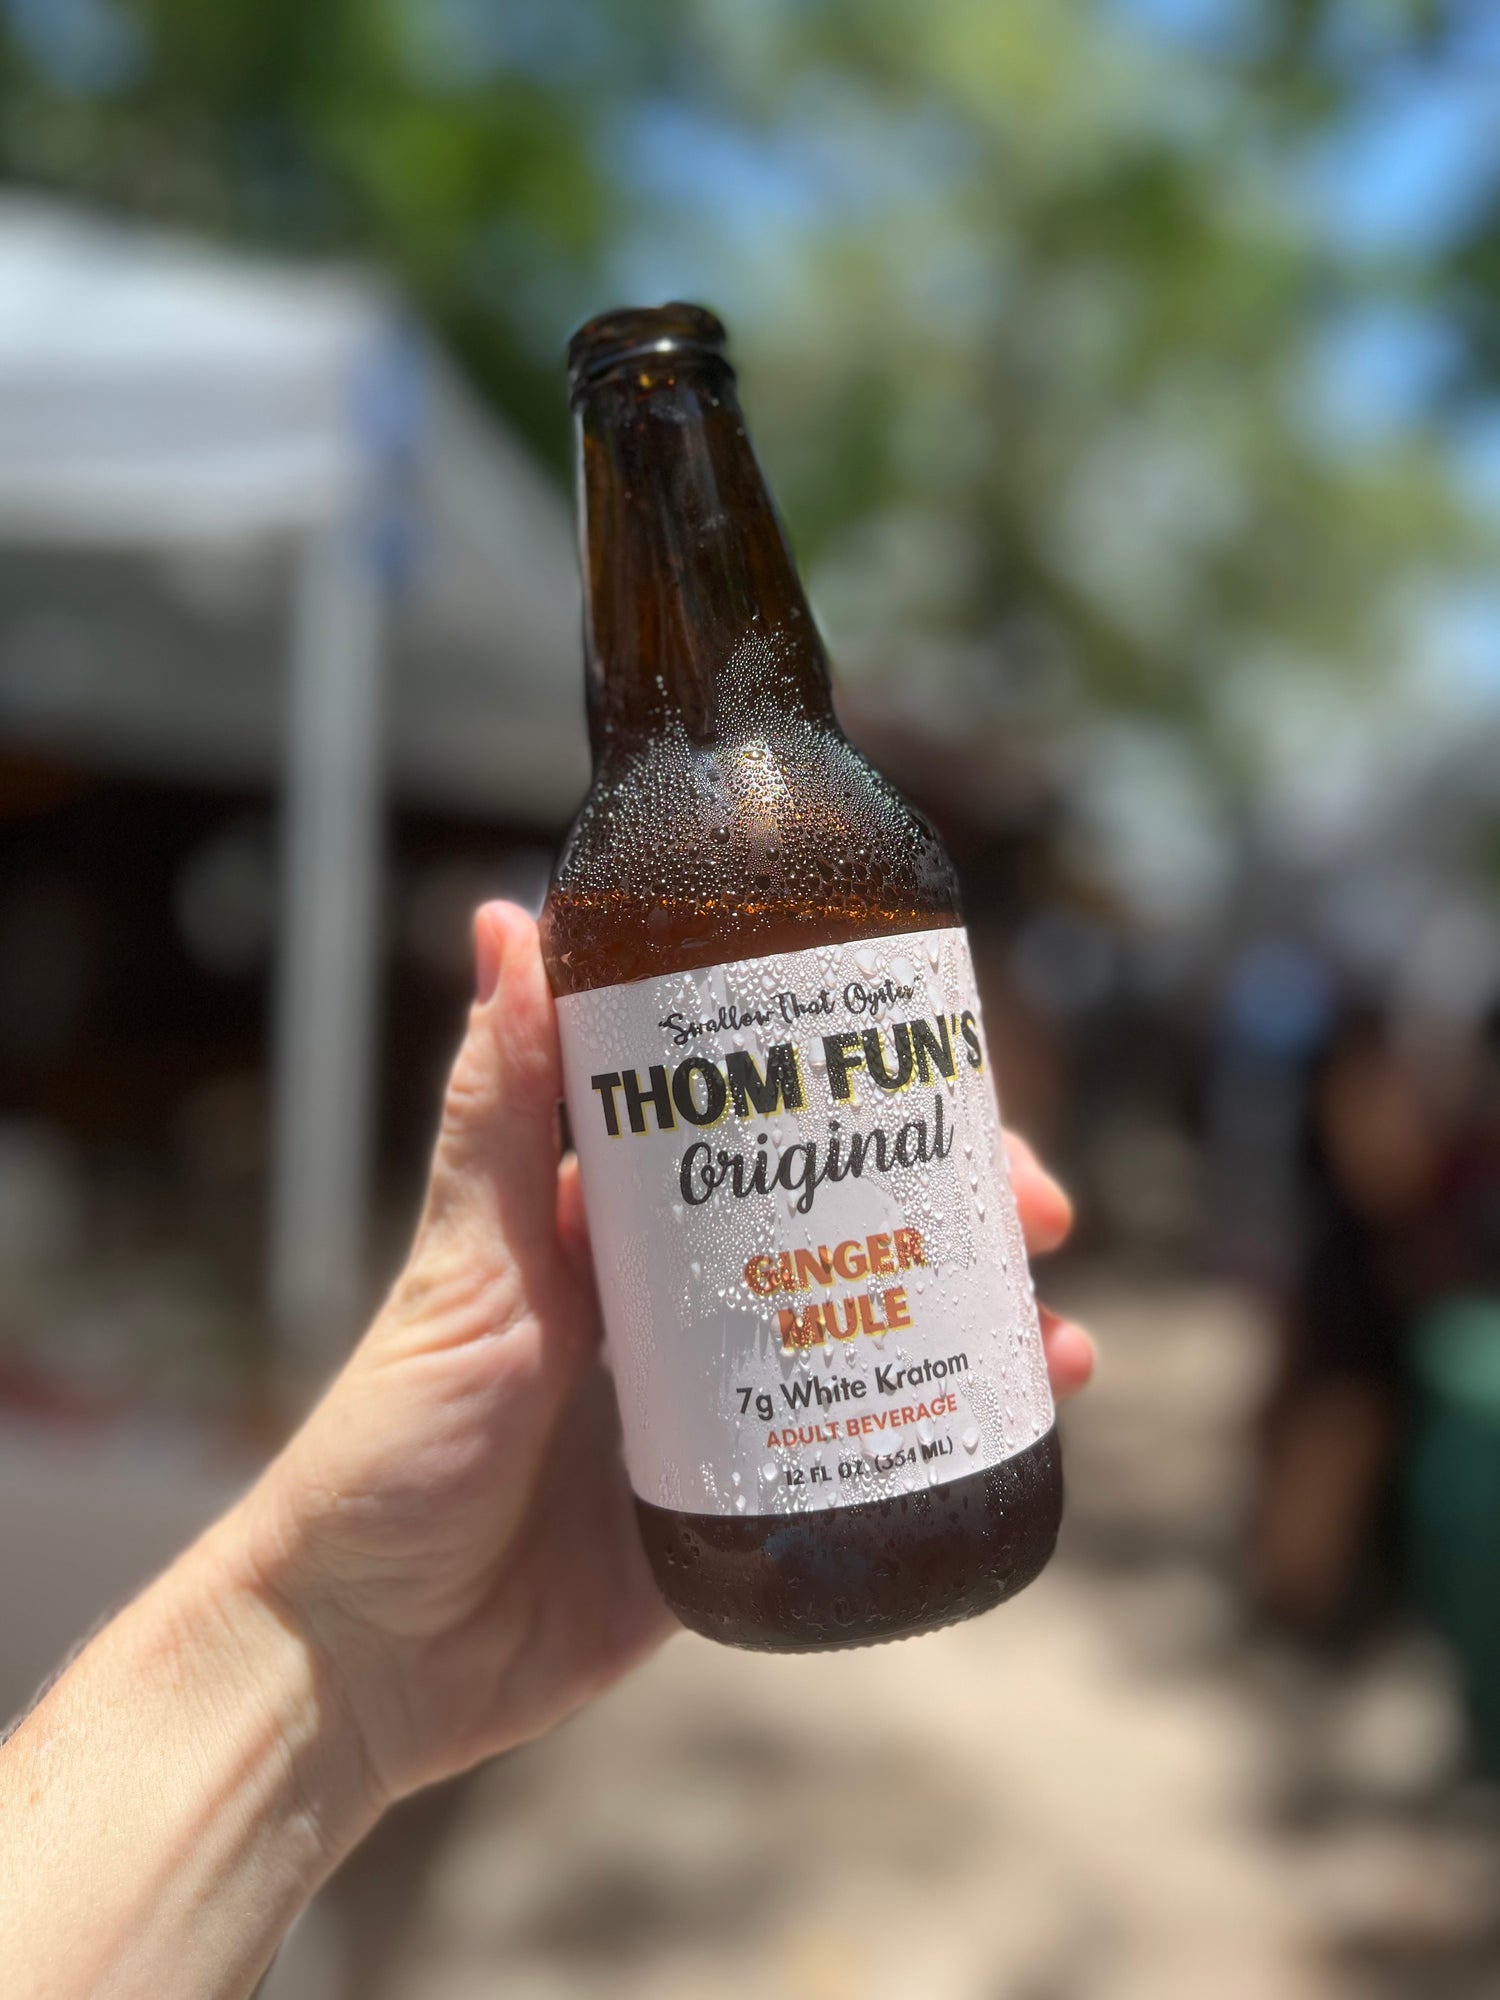 "Swallow That Oyster"
THOM FUN'S
Original
GINGER
MULE
7g White Kratom
ADULT BEVERAGE
12 FL OZ. (354 ML)